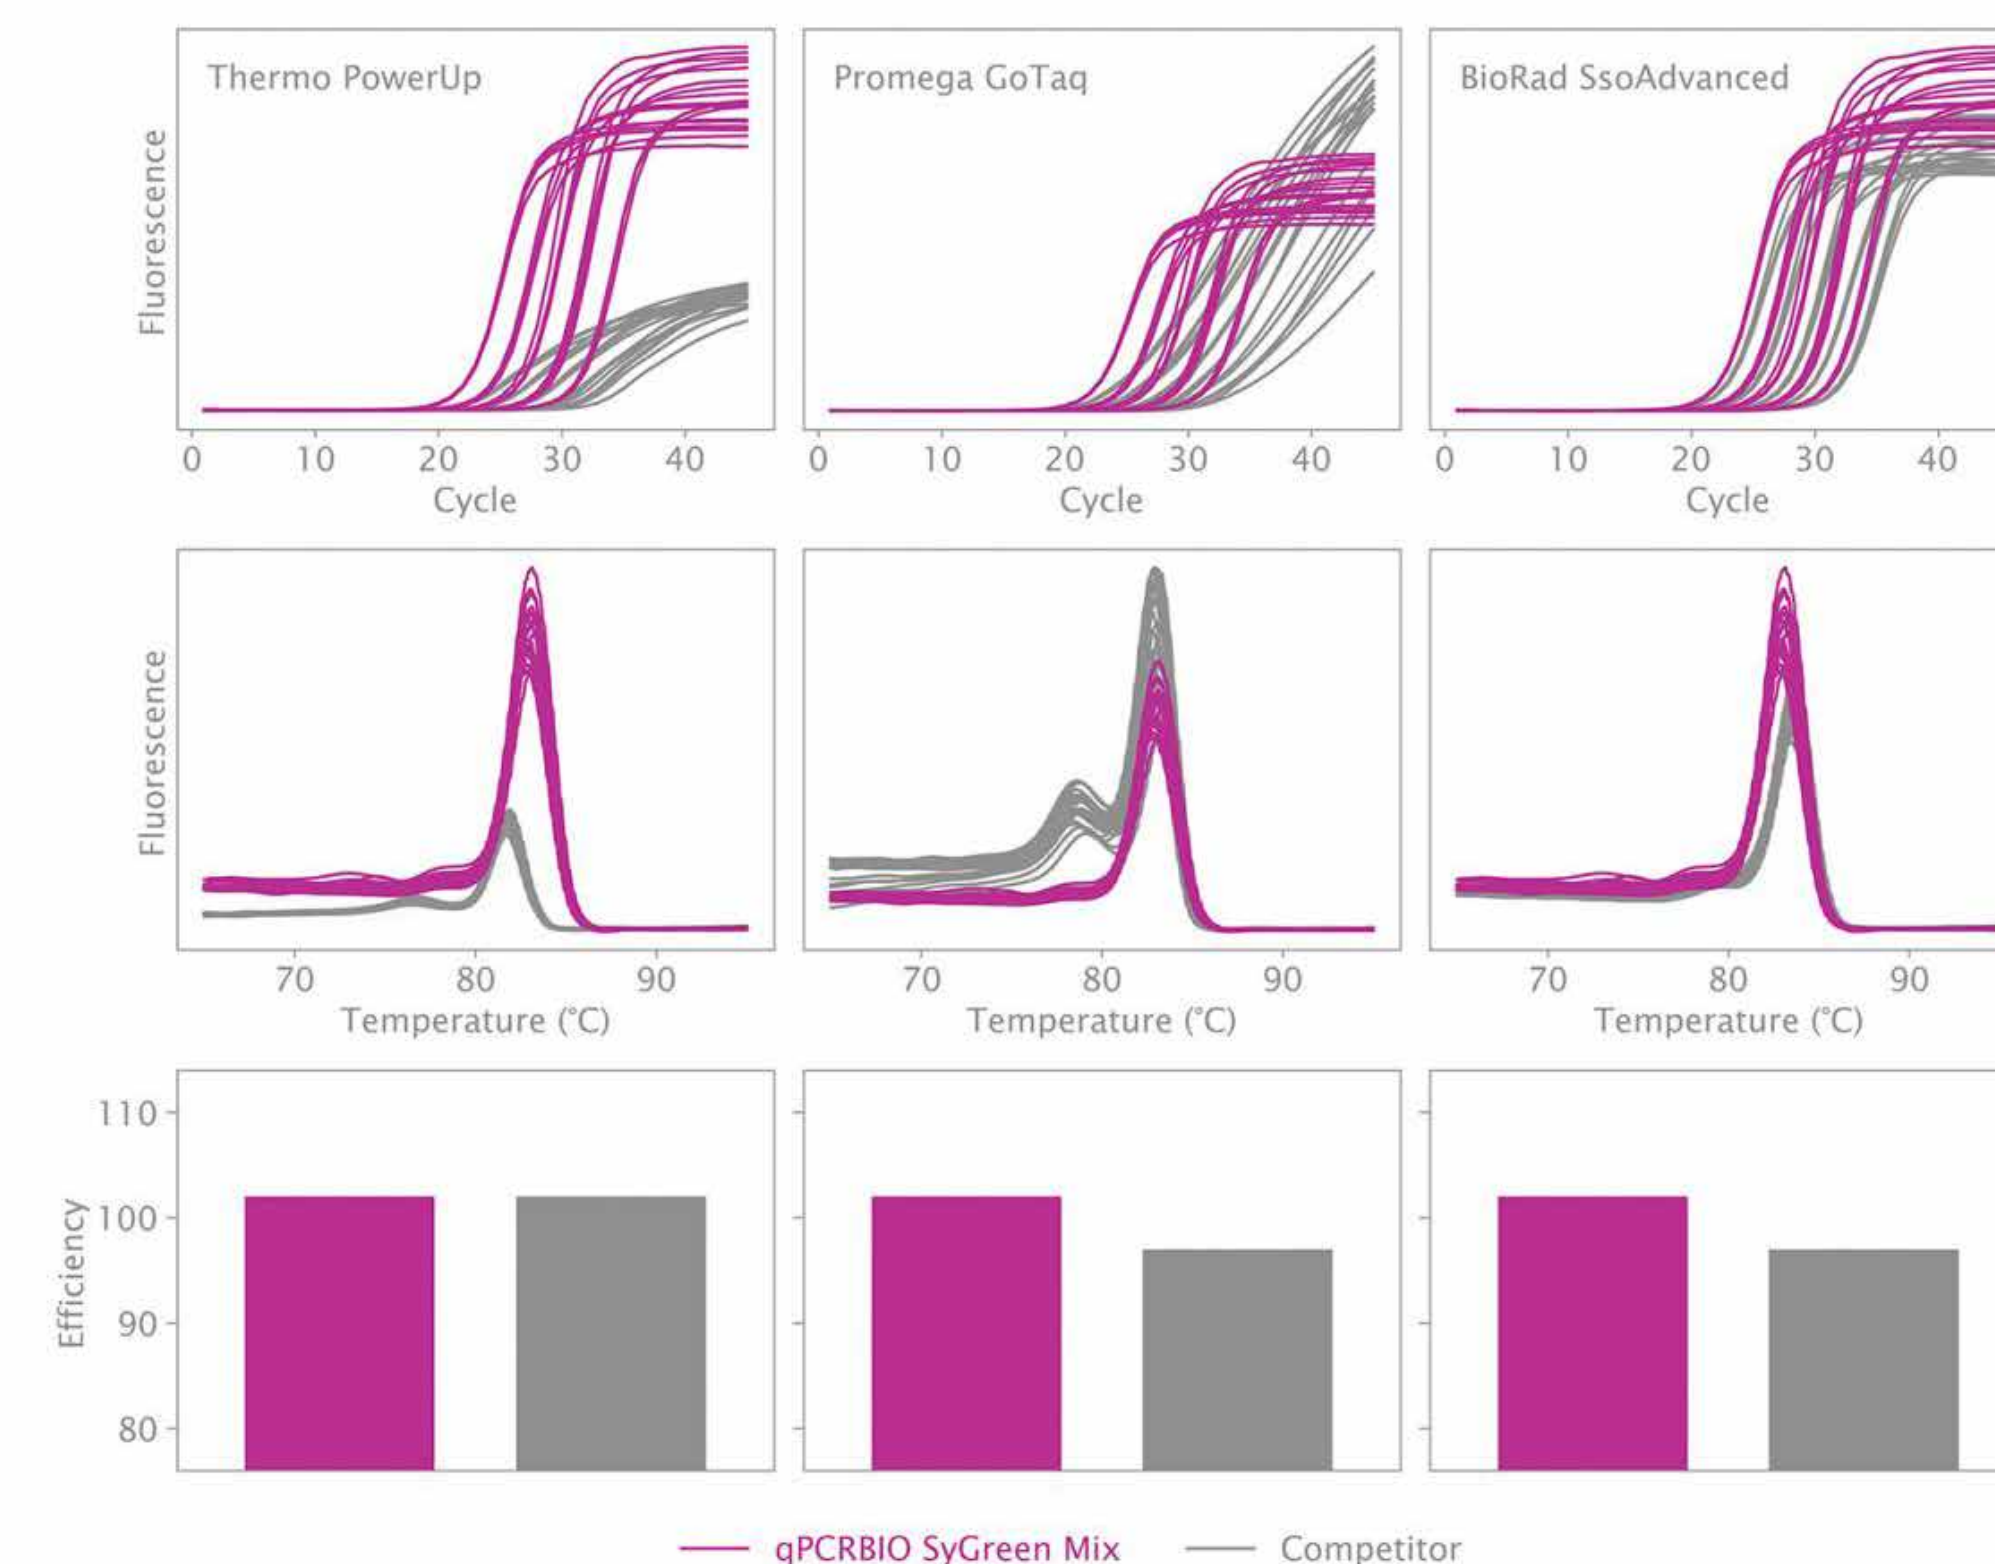 Thermo PowerUp
Promega GoTaq
BioRad SsoAdvanced
Fluorescence
0 10 20 30 40
0 10 20 30 40
0 10 20 30 40
Cycle
Cycle
Cycle
Fluorescence
70 80 90
70 80 90
70 80 90
Temperature (°C)
Temperature (°C)
Temperature (°C)
Efficiency
110
100
90
80
qPCRBIO SyGreen Mix
Competitor